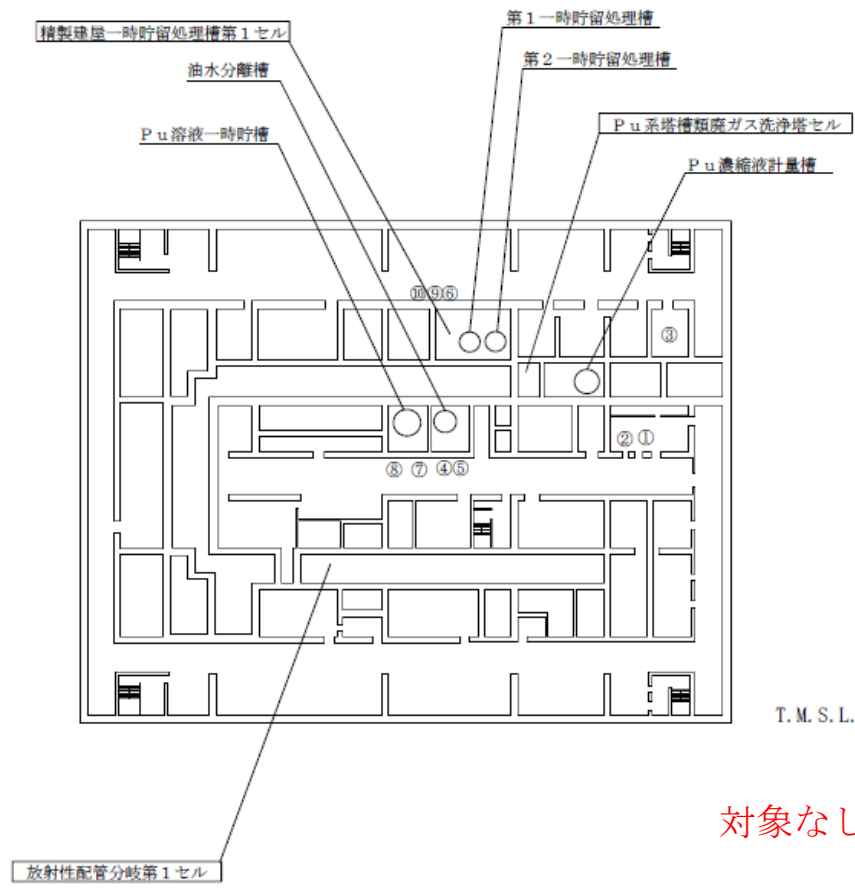 第１一時貯留処理槽
精製建屋一時貯留処理槽第１セル
第２一時貯留処理槽
油水分離槽
Ｐｕ系塔槽類廃ガス洗浄塔セル
Ｐｕ溶液一時貯槽
Ｐｕ濃縮液計量槽
⑩⑨⑥
③
② ①
⑧ ⑦ ④⑤
T.M.S.L.
対象なし
放射性配管分岐第１セル